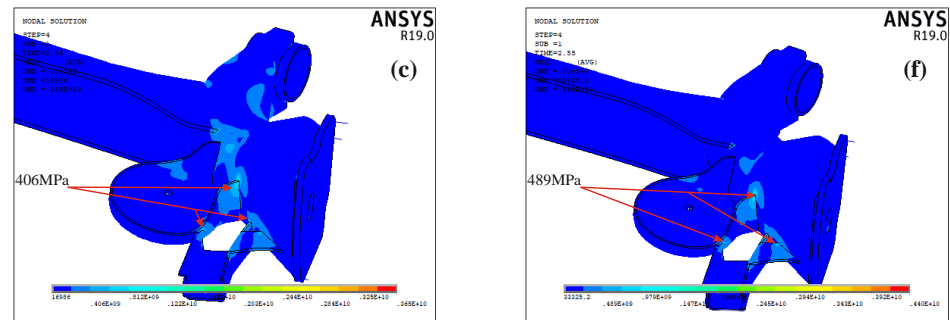 NODAL SOLUTION
STEP=4
ANSYS
R19.0
(c)
406MPa
16986
.812E+09
.244E+10
.325E+10
.406E+09
.122E+10
.203E+10
.284E+10
.365E+10
NODAL SOLUTION
STEP=4
SUB =1
TIME=2.55
(AVG)
ANSYS
R19.0
(f)
489MPa
33325.2
.979E+09
.294E+10
.392E+10
.489E+09
.147E+10
.245E+10
.343E+10
.440E+10